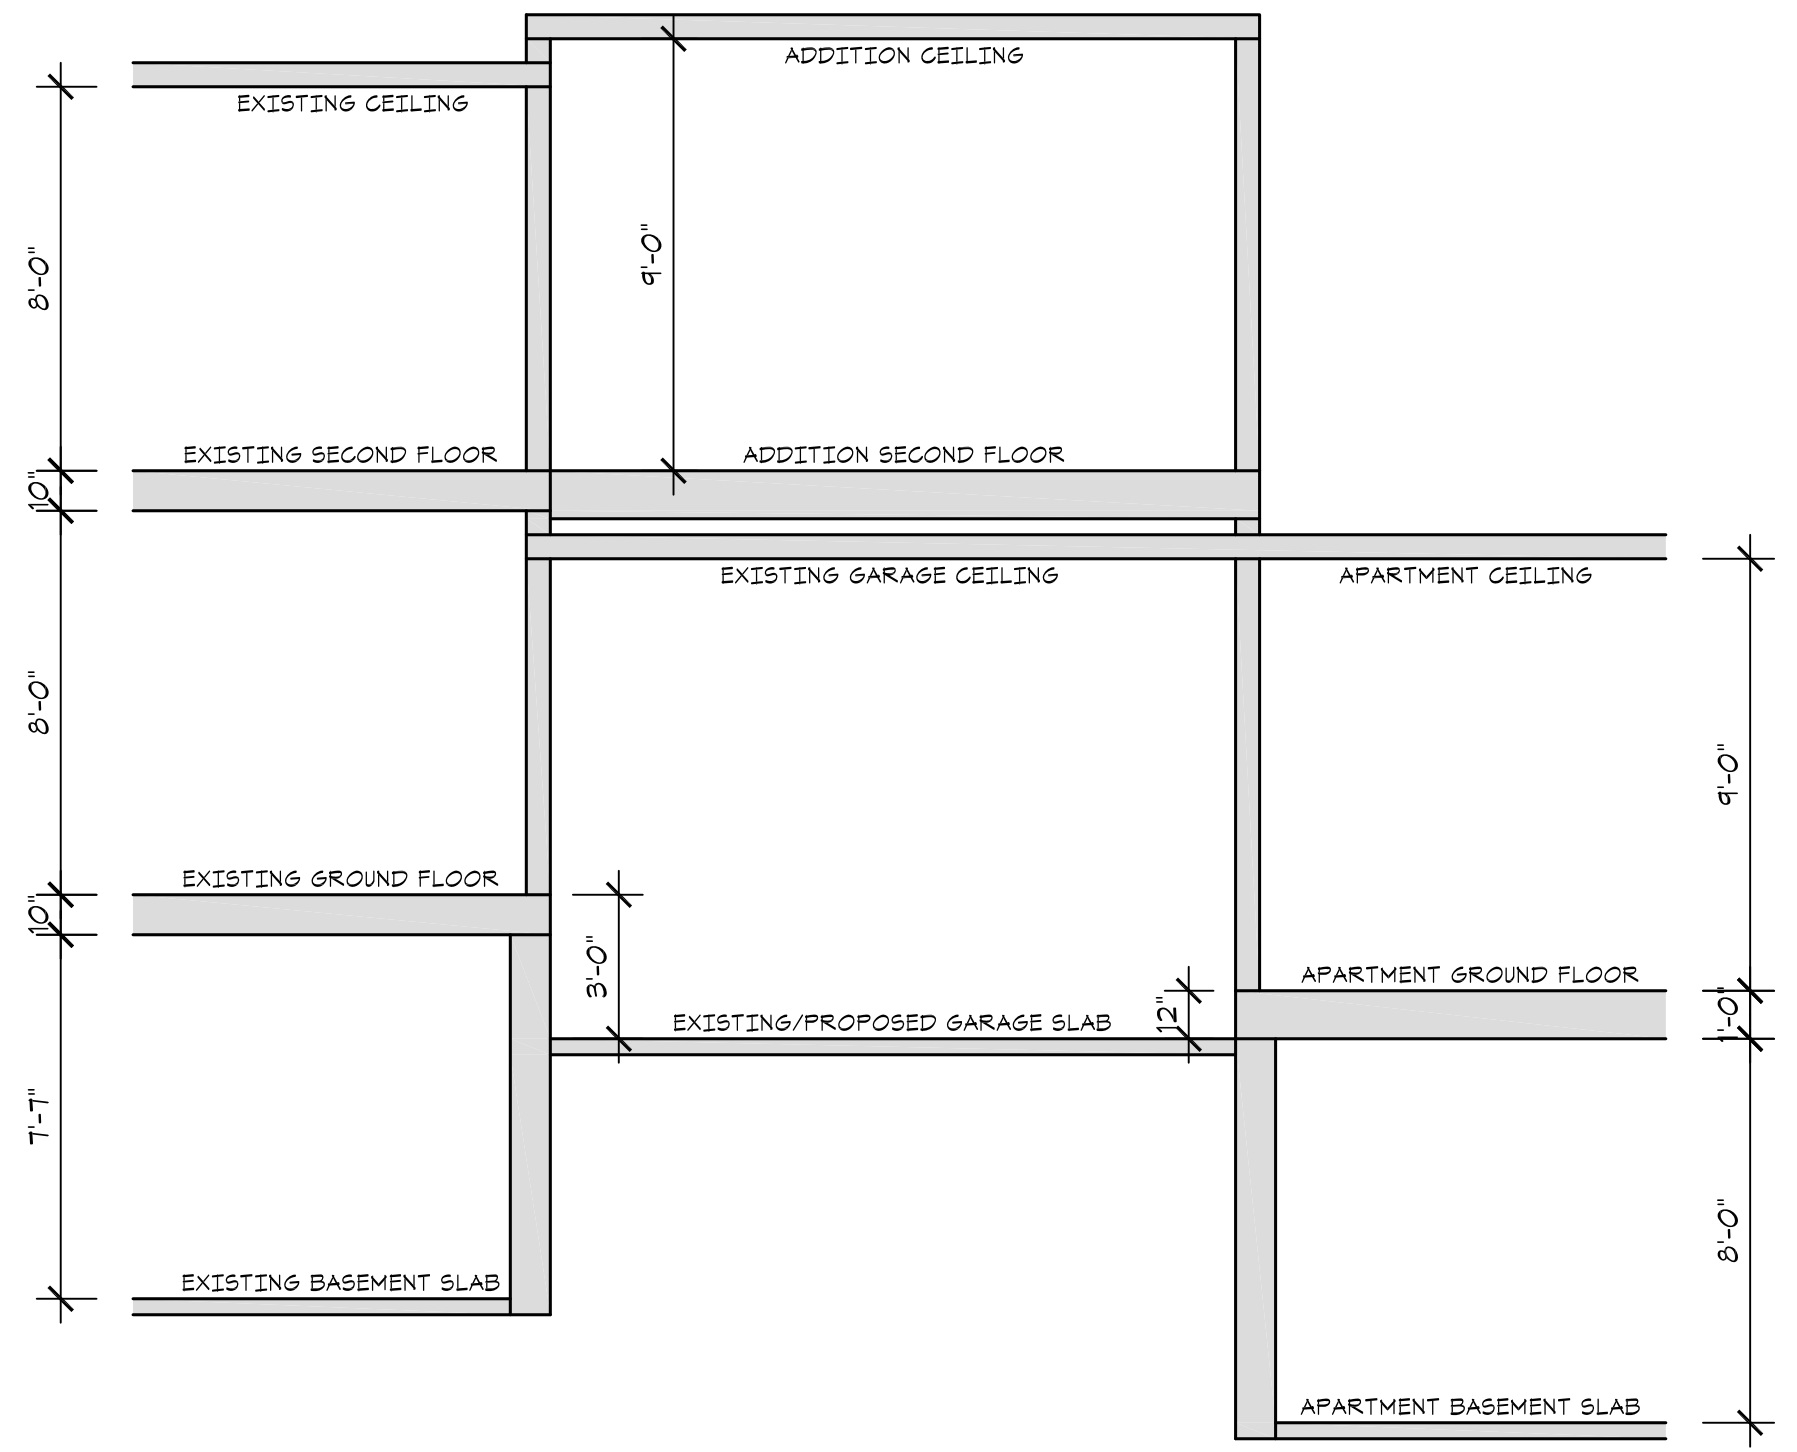 ADDITION CEILING
EXISTING CEILING
9'-0"
8'-0"
EXISTING SECOND FLOOR
ADDITION SECOND FLOOR
10"
EXISTING GARAGE CEILING
APARTMENT CEILING
8'-0"
9'-0"
EXISTING GROUND FLOOR
10"
3'-0"
APARTMENT GROUND FLOOR
12"
1'-0"
EXISTING/PROPOSED GARAGE SLAB
7'-7"
8'-0"
EXISTING BASEMENT SLAB
APARTMENT BASEMENT SLAB